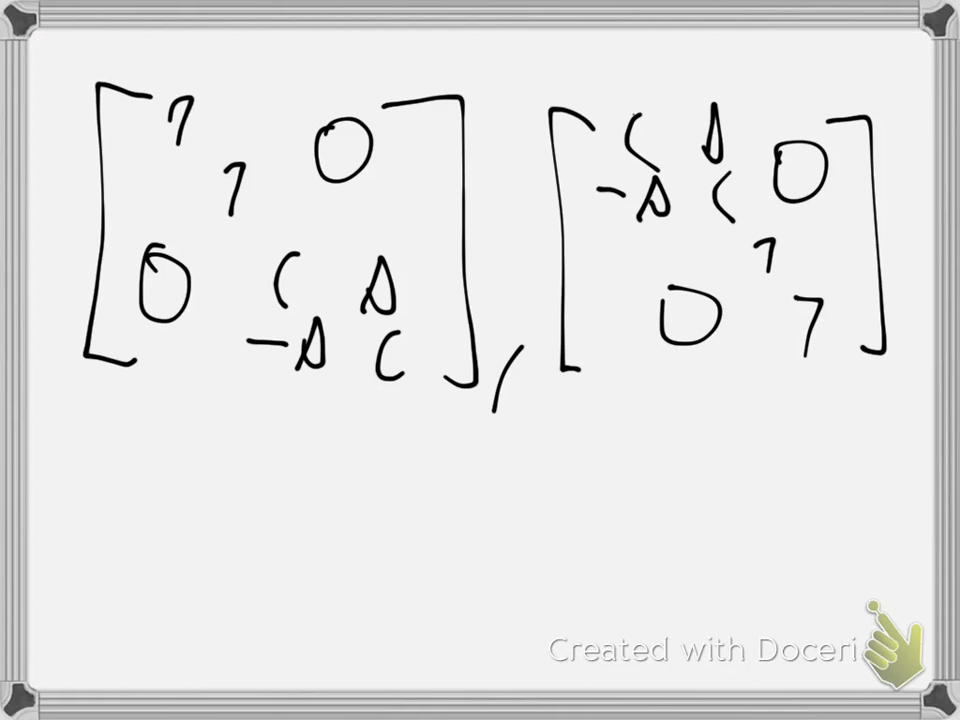 [ 1 0 ] [ c s 0 ]
[ 1 ] [ -s c ]
[ 0 c s ] [ 1 ]
[ -s c ] , [ 0 1 ]
Created with Doceri